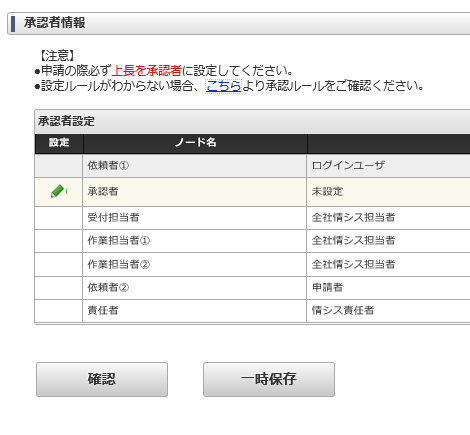 承認者情報
【注意】
●申請の際必ず上長を承認者に設定してください。
●設定ルールがわからない場合、こちらより承認ルールをご確認ください。
承認者設定
設定 ノード名
依頼者① ログインユーザ
承認者 未設定
受付担当者 全社情シス担当者
作業担当者① 全社情シス担当者
作業担当者② 全社情シス担当者
依頼者② 申請者
責任者 情シス責任者
確認 一時保存